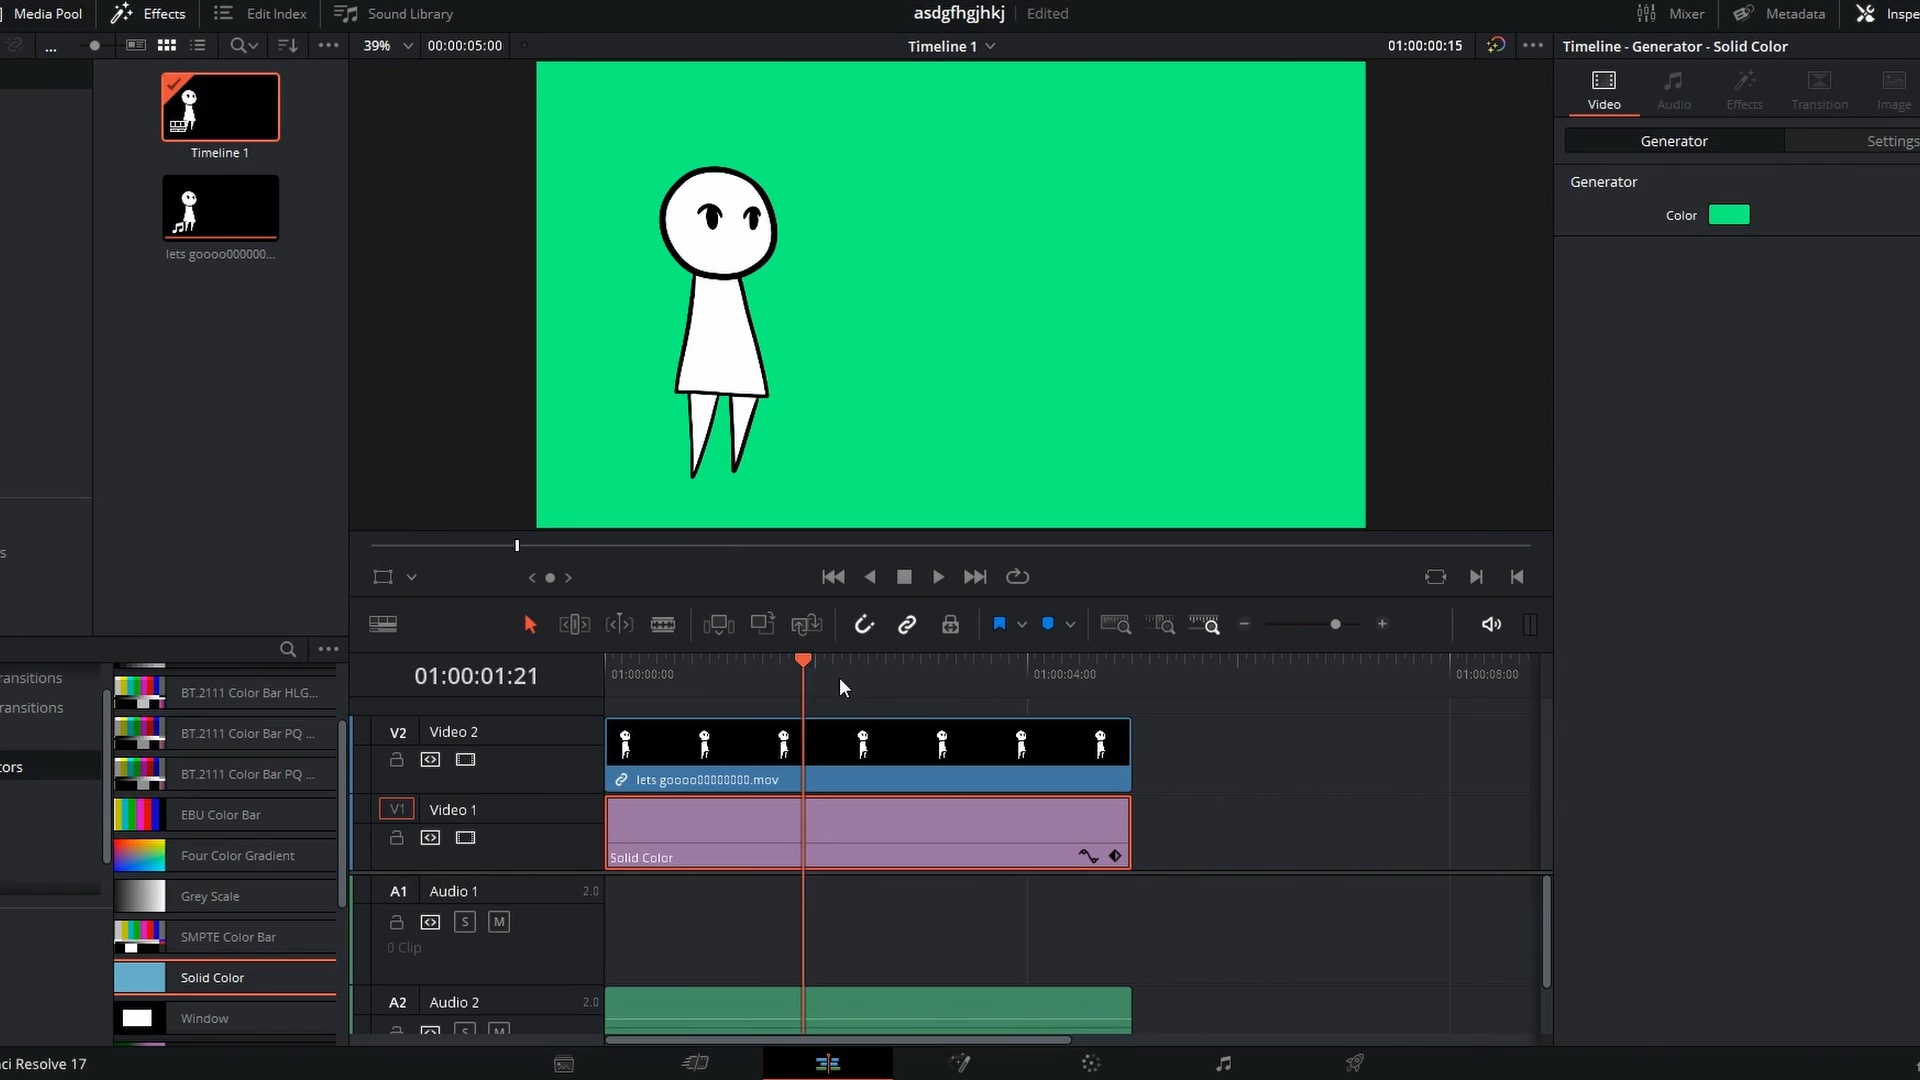 Media Pool Effects Edit Index Sound Library asdgfhgjhkj Edited Mixer Metadata Inspe
... 39% 00:00:05:00 Timeline 1 01:00:00:15 Timeline - Generator - Solid Color
Video Audio Effects Transition Image
Timeline 1
Generator Settings
Generator
Color
lets goooo000000...
s
01:00:01:21 01:00:00:00 01:00:04:00 01:00:08:00
ransitions
ransitions
ors
BT.2111 Color Bar HLG...
BT.2111 Color Bar PQ ...
BT.2111 Color Bar PQ ...
EBU Color Bar
Four Color Gradient
Grey Scale
SMPTE Color Bar
Solid Color
Window
V2 Video 2
lets goooo00000000.mov
V1 Video 1
Solid Color
A1 Audio 1 2.0
S M
0 Clip
A2 Audio 2 2.0
S M
ci Resolve 17